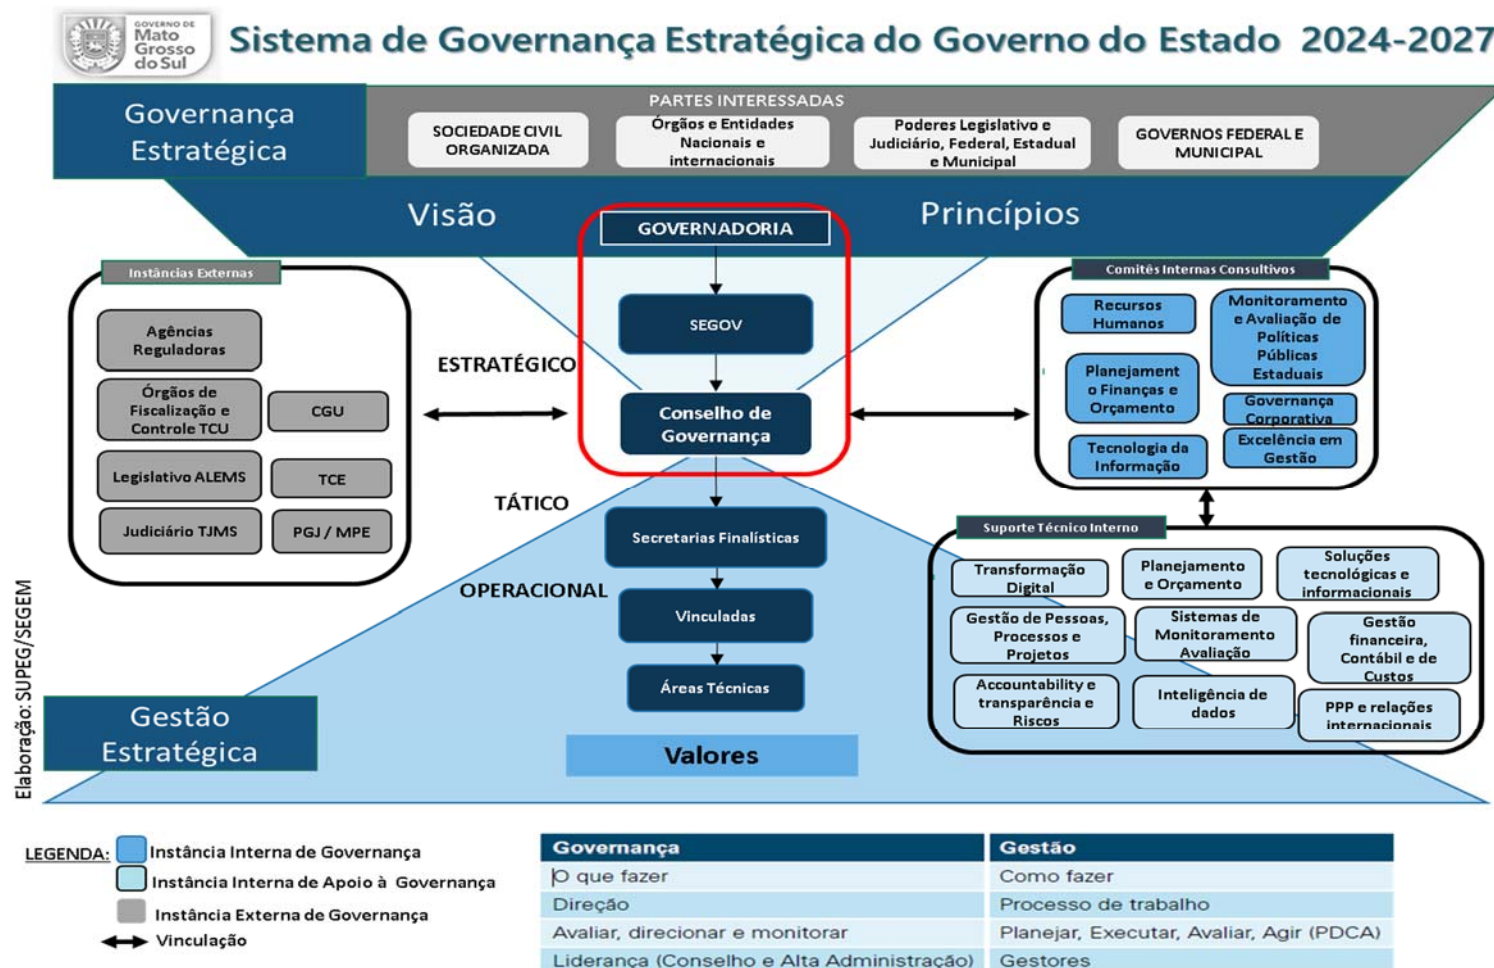 GOVERNO DE
Mato
Grosso
do Sul
Sistema de Governança Estratégica do Governo do Estado 2024-2027
Governança
Estratégica
PARTES INTERESSADAS
SOCIEDADE CIVIL
ORGANIZADA
Órgãos e Entidades
Nacionais e
internacionais
Poderes Legislativo e
Judiciário, Federal, Estadual
e Municipal
GOVERNOS FEDERAL E
MUNICIPAL
Visão
Princípios
GOVERNADORIA
SEGOV
Conselho de
Governança
ESTRATÉGICO
TÁTICO
OPERACIONAL
Secretarias Finalísticas
Vinculadas
Áreas Técnicas
Valores
Instâncias Externas
Agências
Reguladoras
Órgãos de
Fiscalização e
Controle TCU
CGU
Legislativo ALEMS
TCE
Judiciário TJMS
PGJ / MPE
Comitês Internas Consultivos
Recursos
Humanos
Monitoramento
e Avaliação de
Políticas
Públicas
Estaduais
Planejament
o Finanças e
Orçamento
Governança
Corporativa
Tecnologia da
Informação
Excelência em
Gestão
Suporte Técnico Interno
Transformação
Digital
Planejamento
e Orçamento
Soluções
tecnológicas e
informacionais
Gestão de Pessoas,
Processos e
Projetos
Sistemas de
Monitoramento
Avaliação
Gestão
financeira,
Contábil e de
Custos
Accountability e
transparência e
Riscos
Inteligência de
dados
PPP e relações
internacionais
Gestão
Estratégica
Elaboração: SUPEG/SEGEM
LEGENDA:
Instância Interna de Governança
Instância Interna de Apoio à Governança
Instância Externa de Governança
Vinculação
Governança Gestão
O que fazer Como fazer
Direção Processo de trabalho
Avaliar, direcionar e monitorar Planejar, Executar, Avaliar, Agir (PDCA)
Liderança (Conselho e Alta Administração) Gestores